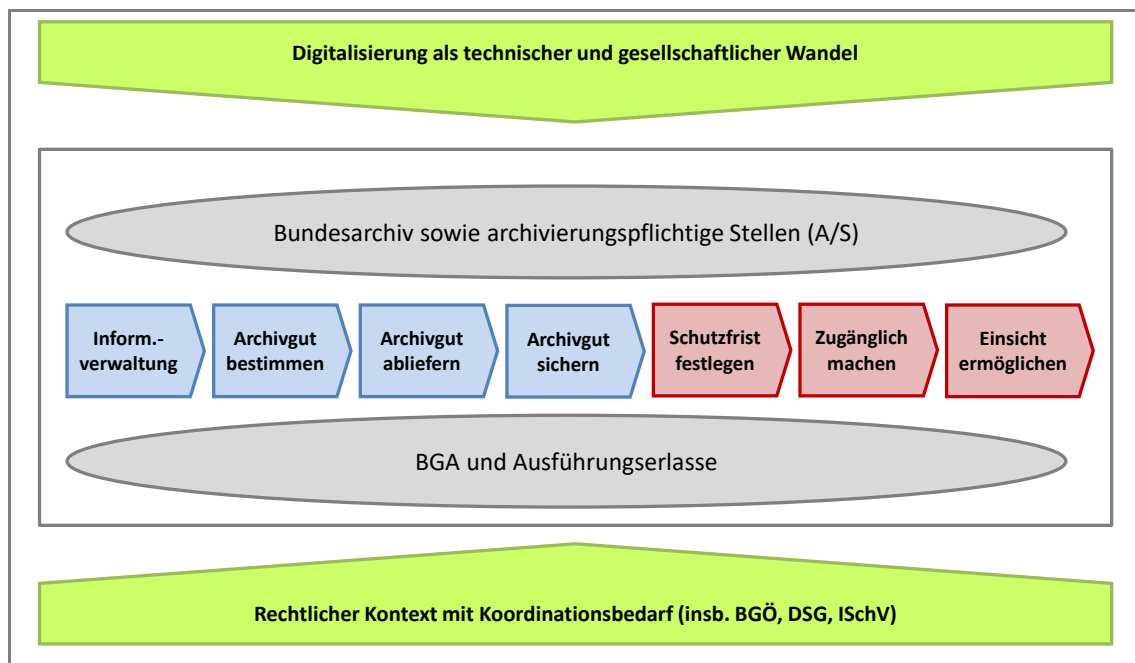 Digitalisierung als technischer und gesellschaftlicher Wandel
Bundesarchiv sowie archivierungspflichtige Stellen (A/S)
Inform.-
verwaltung
Archivgut
bestimmen
Archivgut
abliefern
Archivgut
sichern
Schutzfrist
festlegen
Zugänglich
machen
Einsicht
ermöglichen
BGA und Ausführungserlasse
Rechtlicher Kontext mit Koordinationsbedarf (insb. BGÖ, DSG, ISchV)